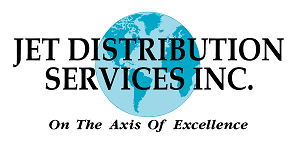 JET DISTRIBUTION
SERVICES INC.
On The Axis Of Excellence